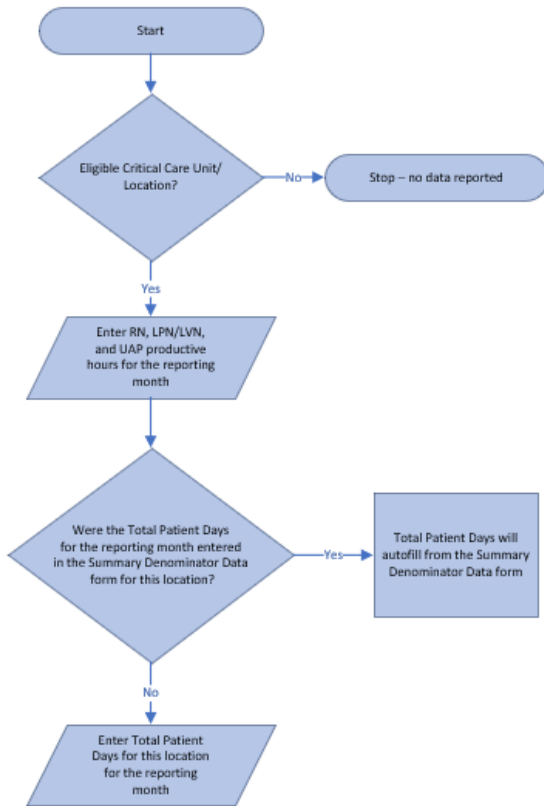 Start
Eligible Critical Care Unit/
Location?
No
Stop – no data reported
Yes
Enter RN, LPN/LVN,
and UAP productive
hours for the reporting
month
Were the Total Patient Days
for the reporting month entered
in the Summary Denominator Data
form for this location?
Yes
Total Patient Days will
autofill from the Summary
Denominator Data form
No
Enter Total Patient
Days for this location
for the reporting
month